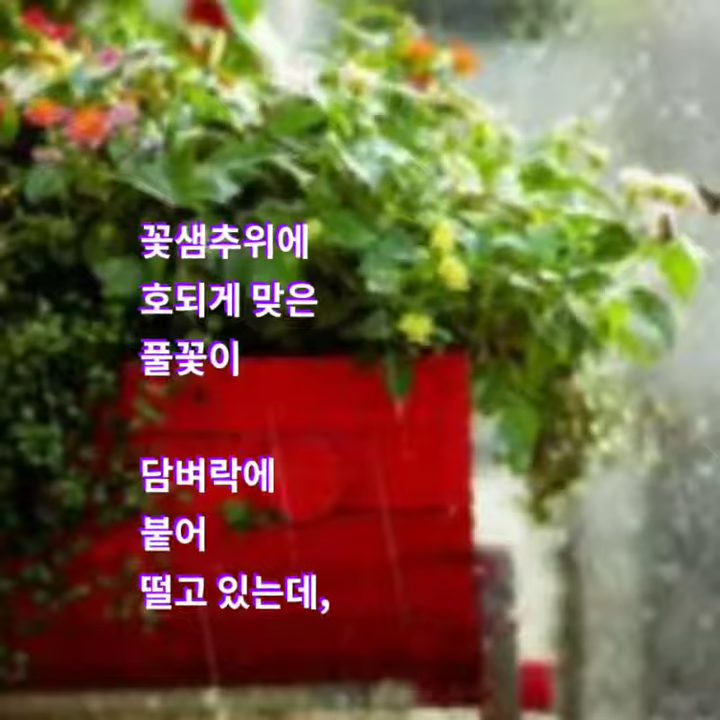 꽃샘추위에
호되게 맞은
풀꽃이
담벼락에
붙어
떨고 있는데,